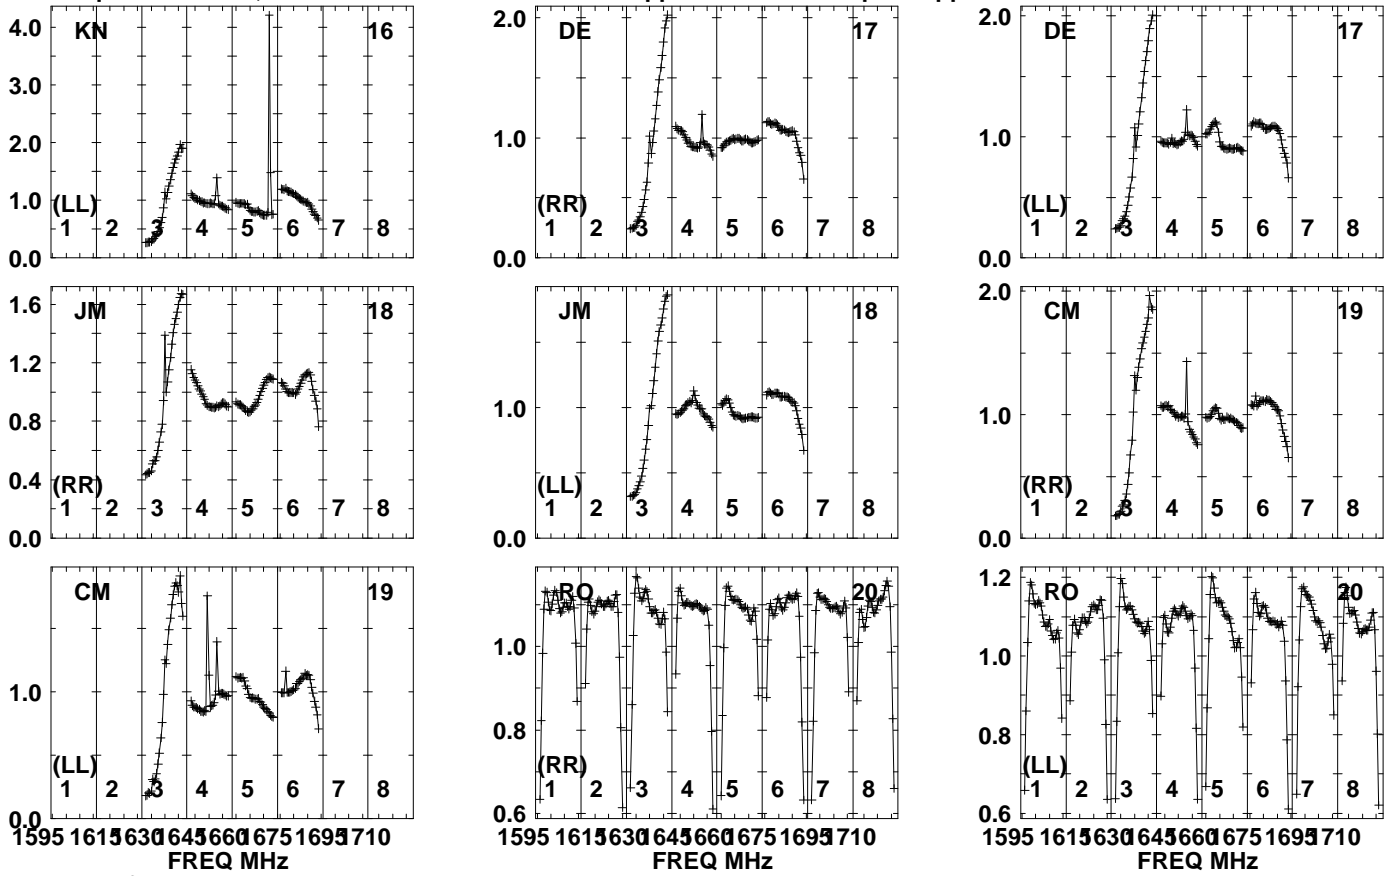 4.0 KN 16
3.0
2.0
1.0 (LL)
1 2 3 4 5 6 7 8
0.0
2.0 DE 17
1.0
(RR)
1 2 3 4 5 6 7 8
0.0
2.0 DE 17
1.0
(LL)
1 2 3 4 5 6 7 8
0.0
1.6 JM 18
1.2
0.8
0.4 (RR)
1 2 3 4 5 6 7 8
0.0
JM 18
1.0
(LL)
1 2 3 4 5 6 7 8
0.0
2.0 CM 19
1.0
(RR)
1 2 3 4 5 6 7 8
0.0
CM 19
1.0
(LL)
1 2 3 4 5 6 7 8
0.0
1595 1615 1630 1645 1660 1675 1695 1710
FREQ MHz
RO 20
1.0
0.8
(RR)
1 2 3 4 5 6 7 8
0.6
1595 1615 1630 1645 1660 1675 1695 1710
FREQ MHz
1.2 RO 20
1.0
0.8
(LL)
1 2 3 4 5 6 7 8
0.6
1595 1615 1630 1645 1660 1675 1695 1710
FREQ MHz